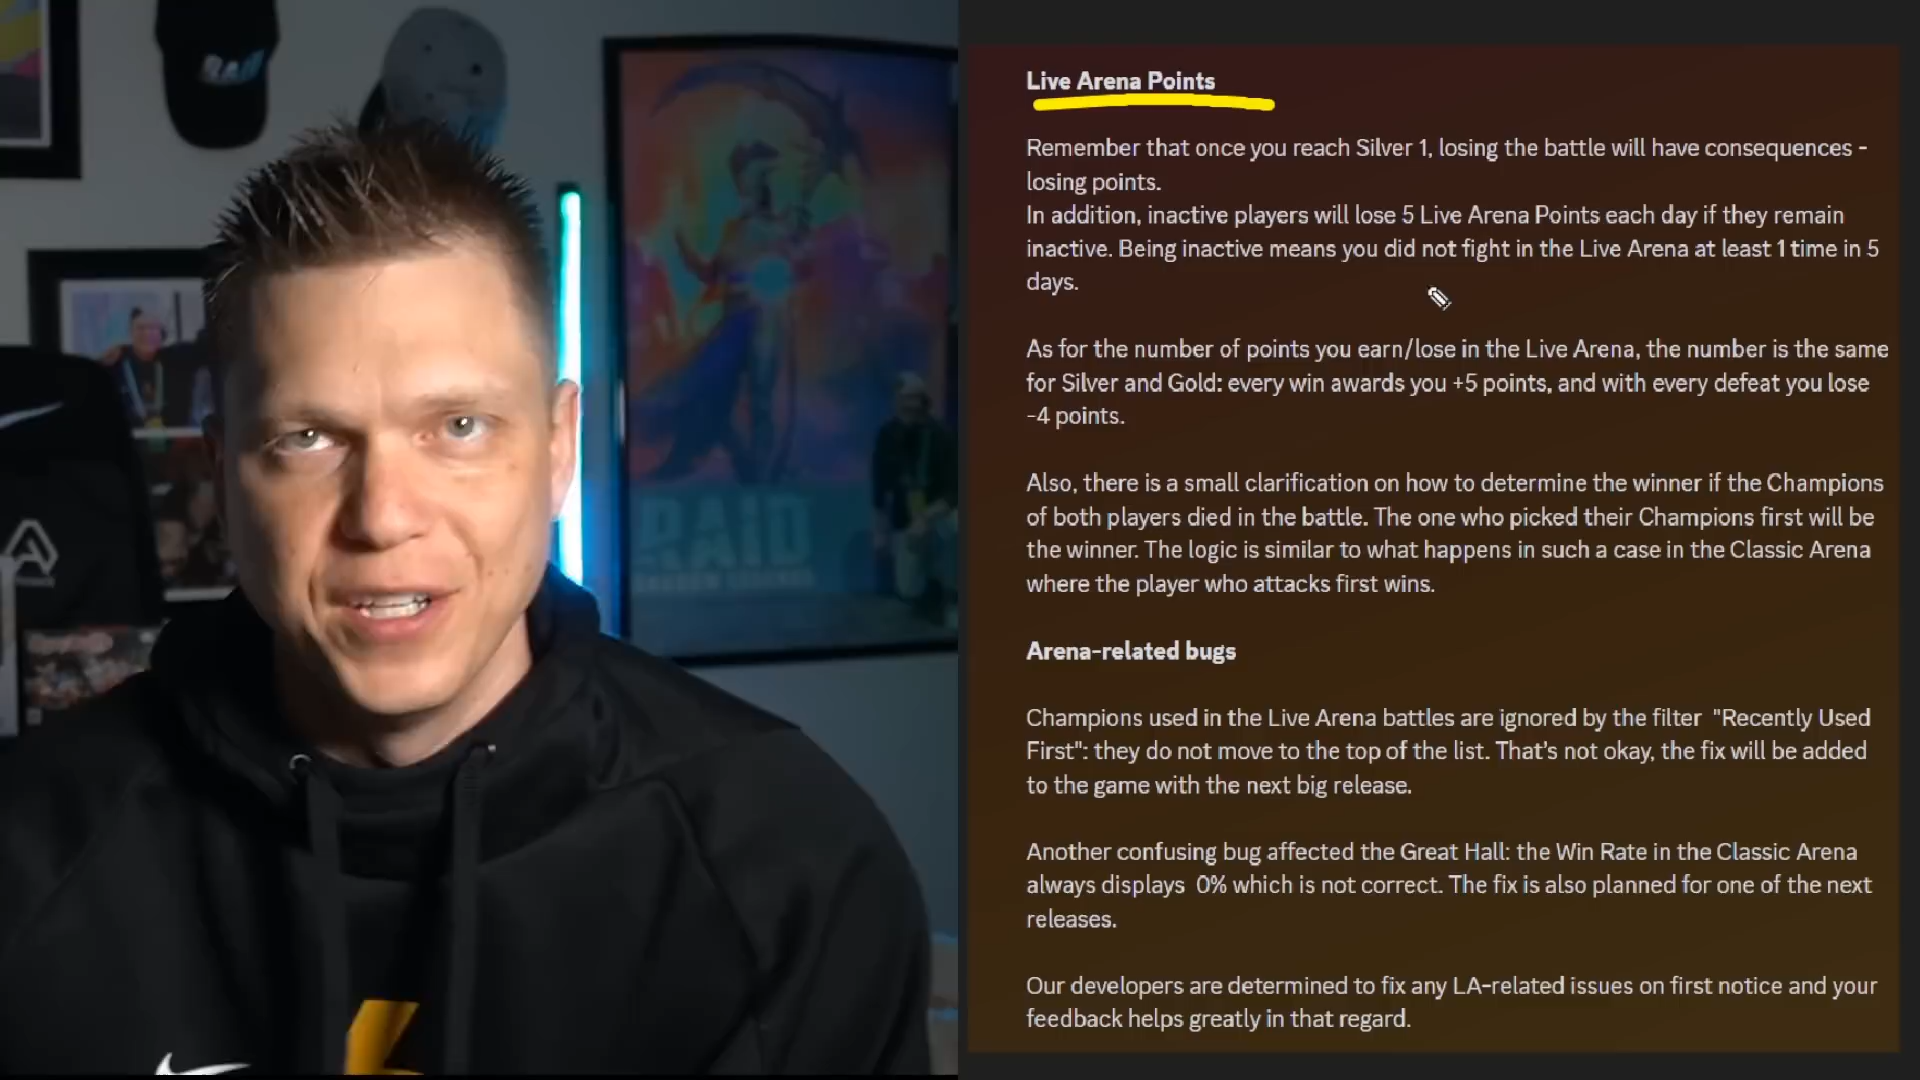 RAID
RAID
Live Arena Points
Remember that once you reach Silver 1, losing the battle will have consequences -
losing points.
In addition, inactive players will lose 5 Live Arena Points each day if they remain
inactive. Being inactive means you did not fight in the Live Arena at least 1 time in 5
days.
As for the number of points you earn/lose in the Live Arena, the number is the same
for Silver and Gold: every win awards you +5 points, and with every defeat you lose
-4 points.
Also, there is a small clarification on how to determine the winner if the Champions
of both players died in the battle. The one who picked their Champions first will be
the winner. The logic is similar to what happens in such a case in the Classic Arena
where the player who attacks first wins.
Arena-related bugs
Champions used in the Live Arena battles are ignored by the filter "Recently Used
First": they do not move to the top of the list. That's not okay, the fix will be added
to the game with the next big release.
Another confusing bug affected the Great Hall: the Win Rate in the Classic Arena
always displays 0% which is not correct. The fix is also planned for one of the next
releases.
Our developers are determined to fix any LA-related issues on first notice and your
feedback helps greatly in that regard.